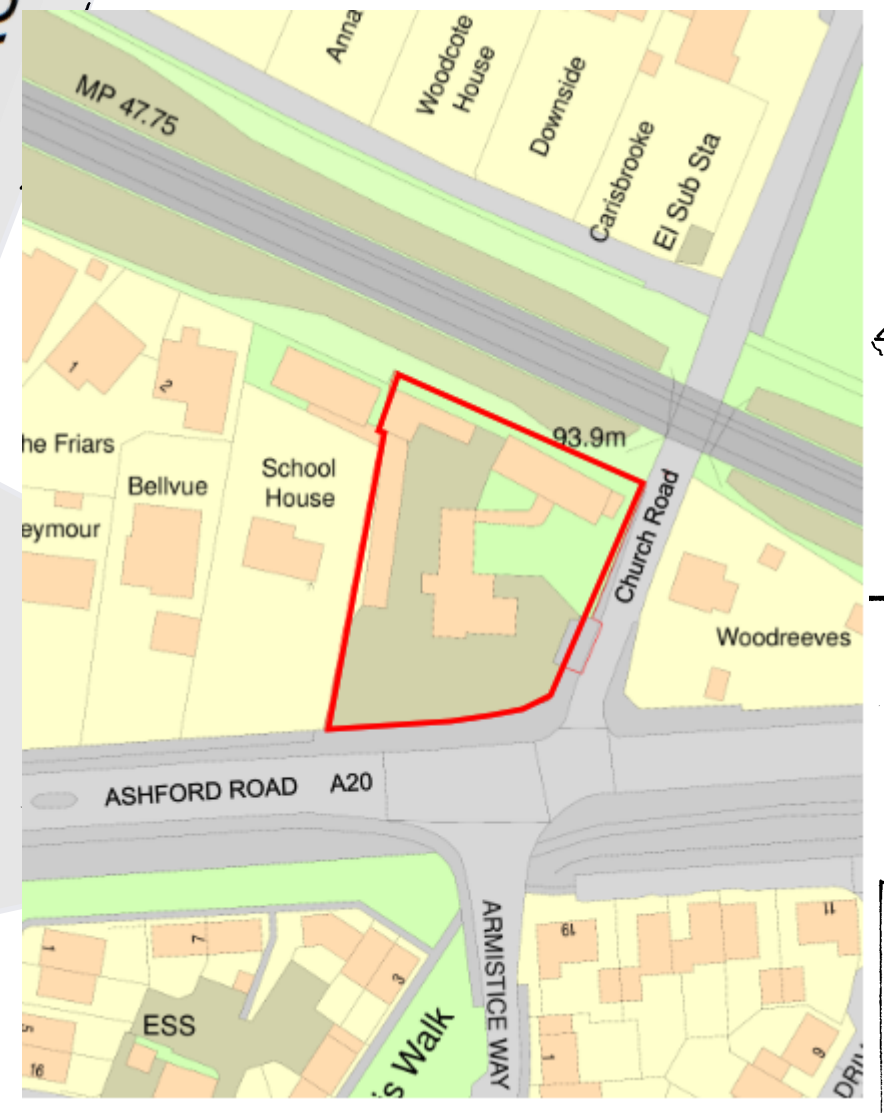 Anna
Woodcote
House
Downside
Carisbrooke
El Sub Sta
MP 47.75
93.9m
1
2
he Friars
Bellvue
School
House
eymour
Church Road
Woodreeves
ASHFORD ROAD A20
ARMISTICE WAY
1
7
3
19
11
ESS
5
16
is Walk
1
9
DRIV